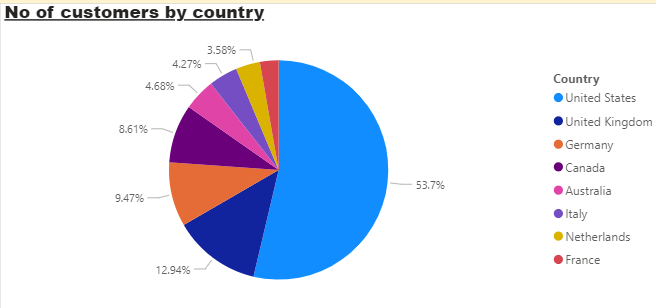 No of customers by country
3.58%
4.27%
4.68%
8.61%
9.47%
12.94%
53.7%
Country
United States
United Kingdom
Germany
Canada
Australia
Italy
Netherlands
France